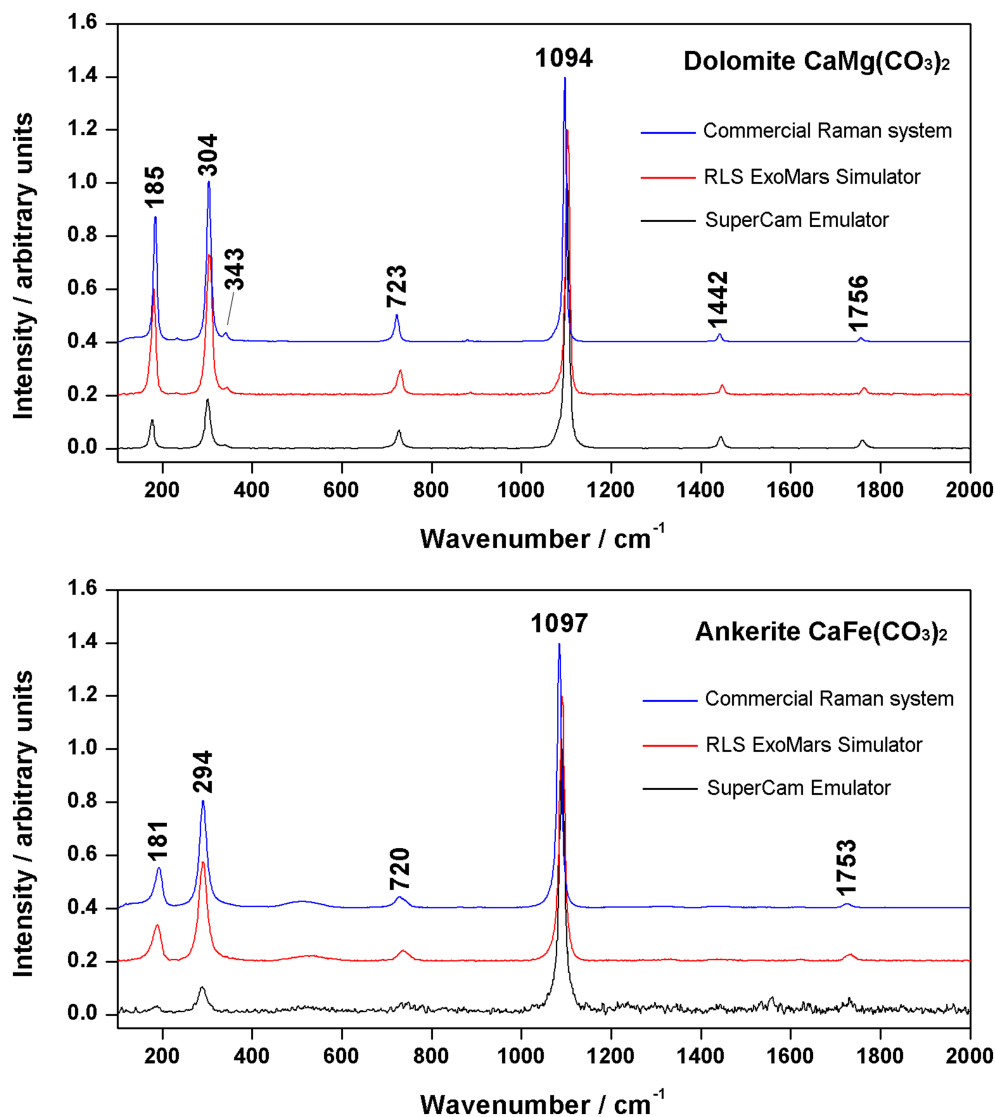 1.6
1.4
1.2
1.0
0.8
0.6
0.4
0.2
0.0
Intensity / arbitrary units
Dolomite CaMg(CO₃)₂
Commercial Raman system
RLS ExoMars Simulator
SuperCam Emulator
185
304
343
723
1094
1442
1756
200 400 600 800 1000 1200 1400 1600 1800 2000
Wavenumber / cm⁻¹
1.6
1.4
1.2
1.0
0.8
0.6
0.4
0.2
0.0
Intensity / arbitrary units
Ankerite CaFe(CO₃)₂
Commercial Raman system
RLS ExoMars Simulator
SuperCam Emulator
181
294
720
1097
1753
200 400 600 800 1000 1200 1400 1600 1800 2000
Wavenumber / cm⁻¹